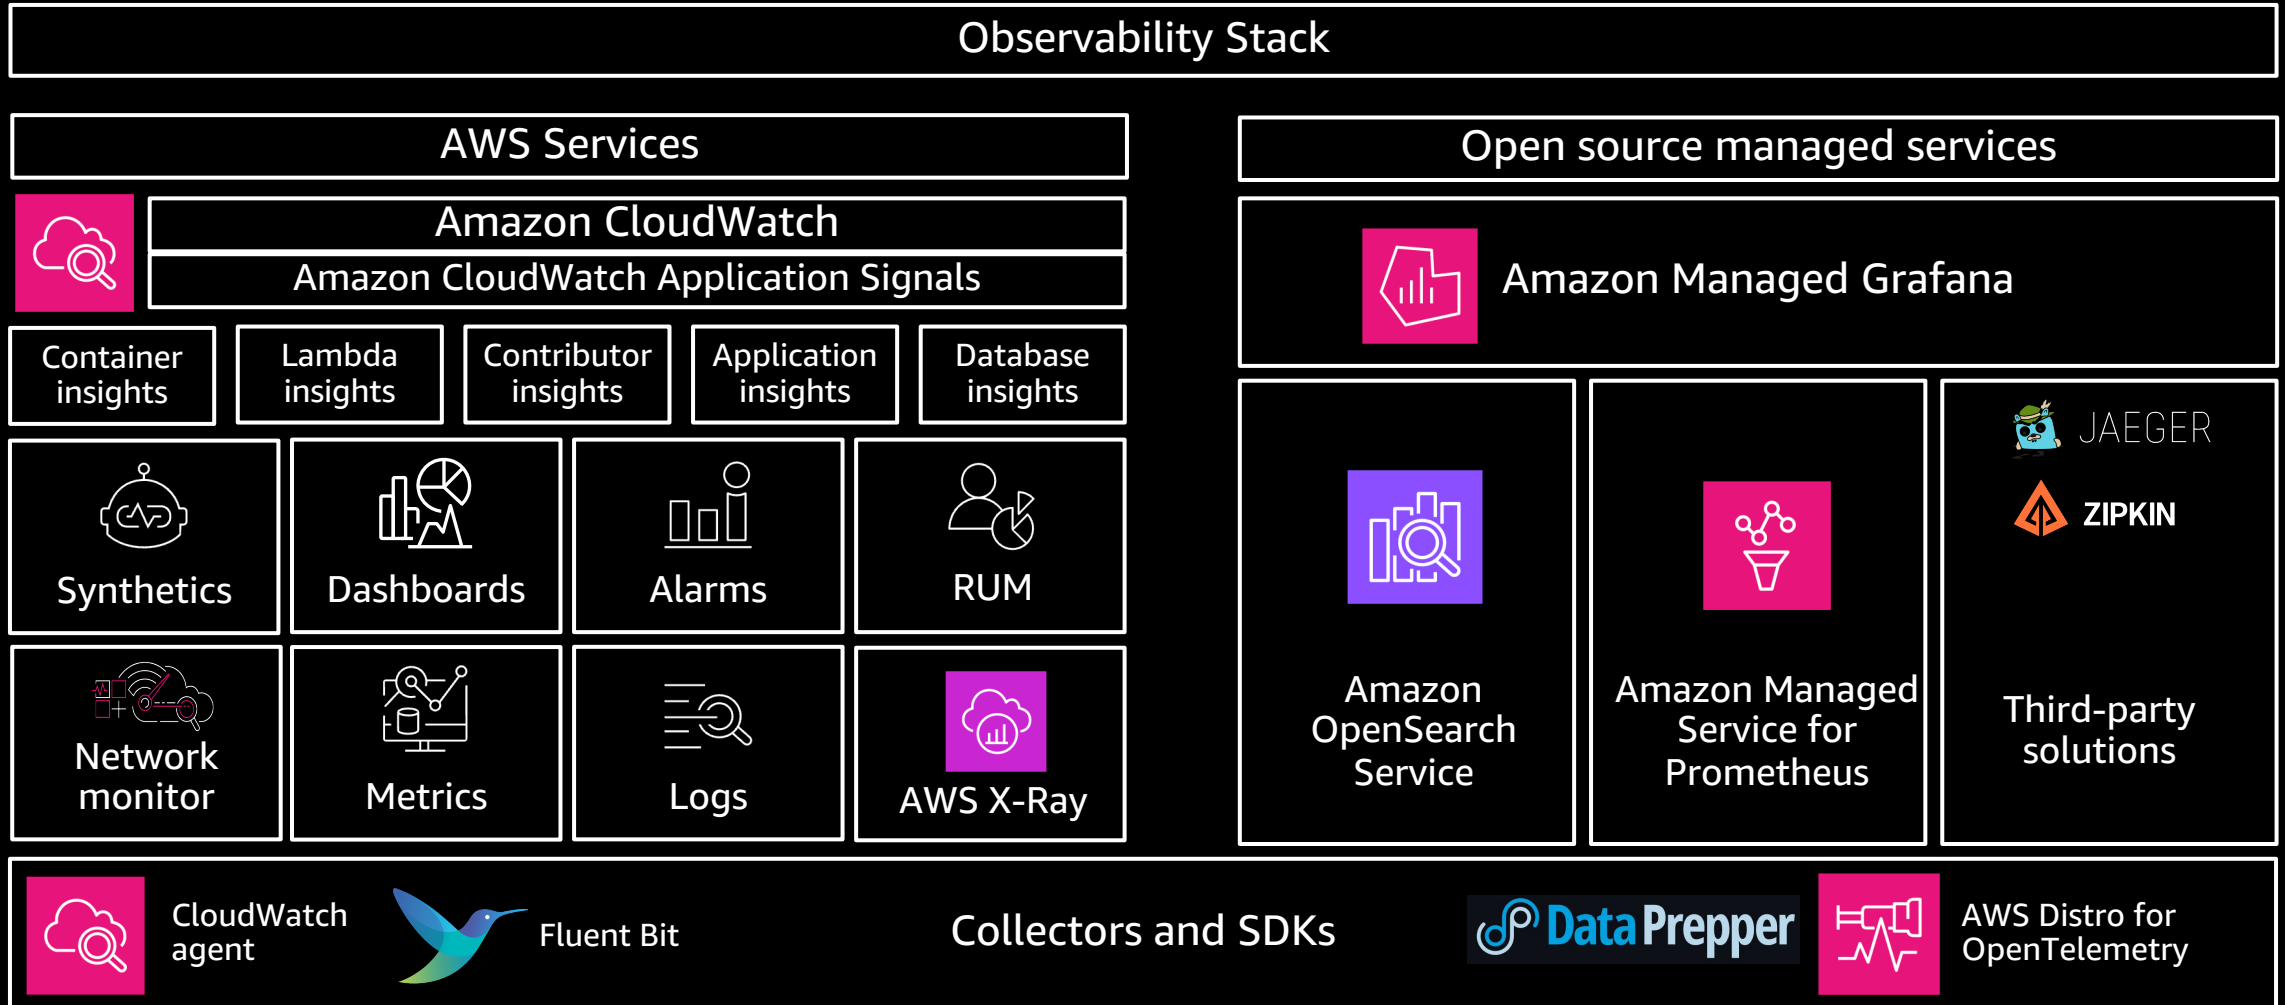 Observability Stack
AWS Services
Amazon CloudWatch
Amazon CloudWatch Application Signals
Container
insights
Lambda
insights
Contributor
insights
Application
insights
Database
insights
Synthetics
Dashboards
Alarms
RUM
Network
monitor
Metrics
Logs
AWS X-Ray
Open source managed services
Amazon Managed Grafana
Amazon
OpenSearch
Service
Amazon Managed
Service for
Prometheus
JAEGER
ZIPKIN
Third-party
solutions
CloudWatch
agent
Fluent Bit
Collectors and SDKs
Data Prepper
AWS Distro for
OpenTelemetry